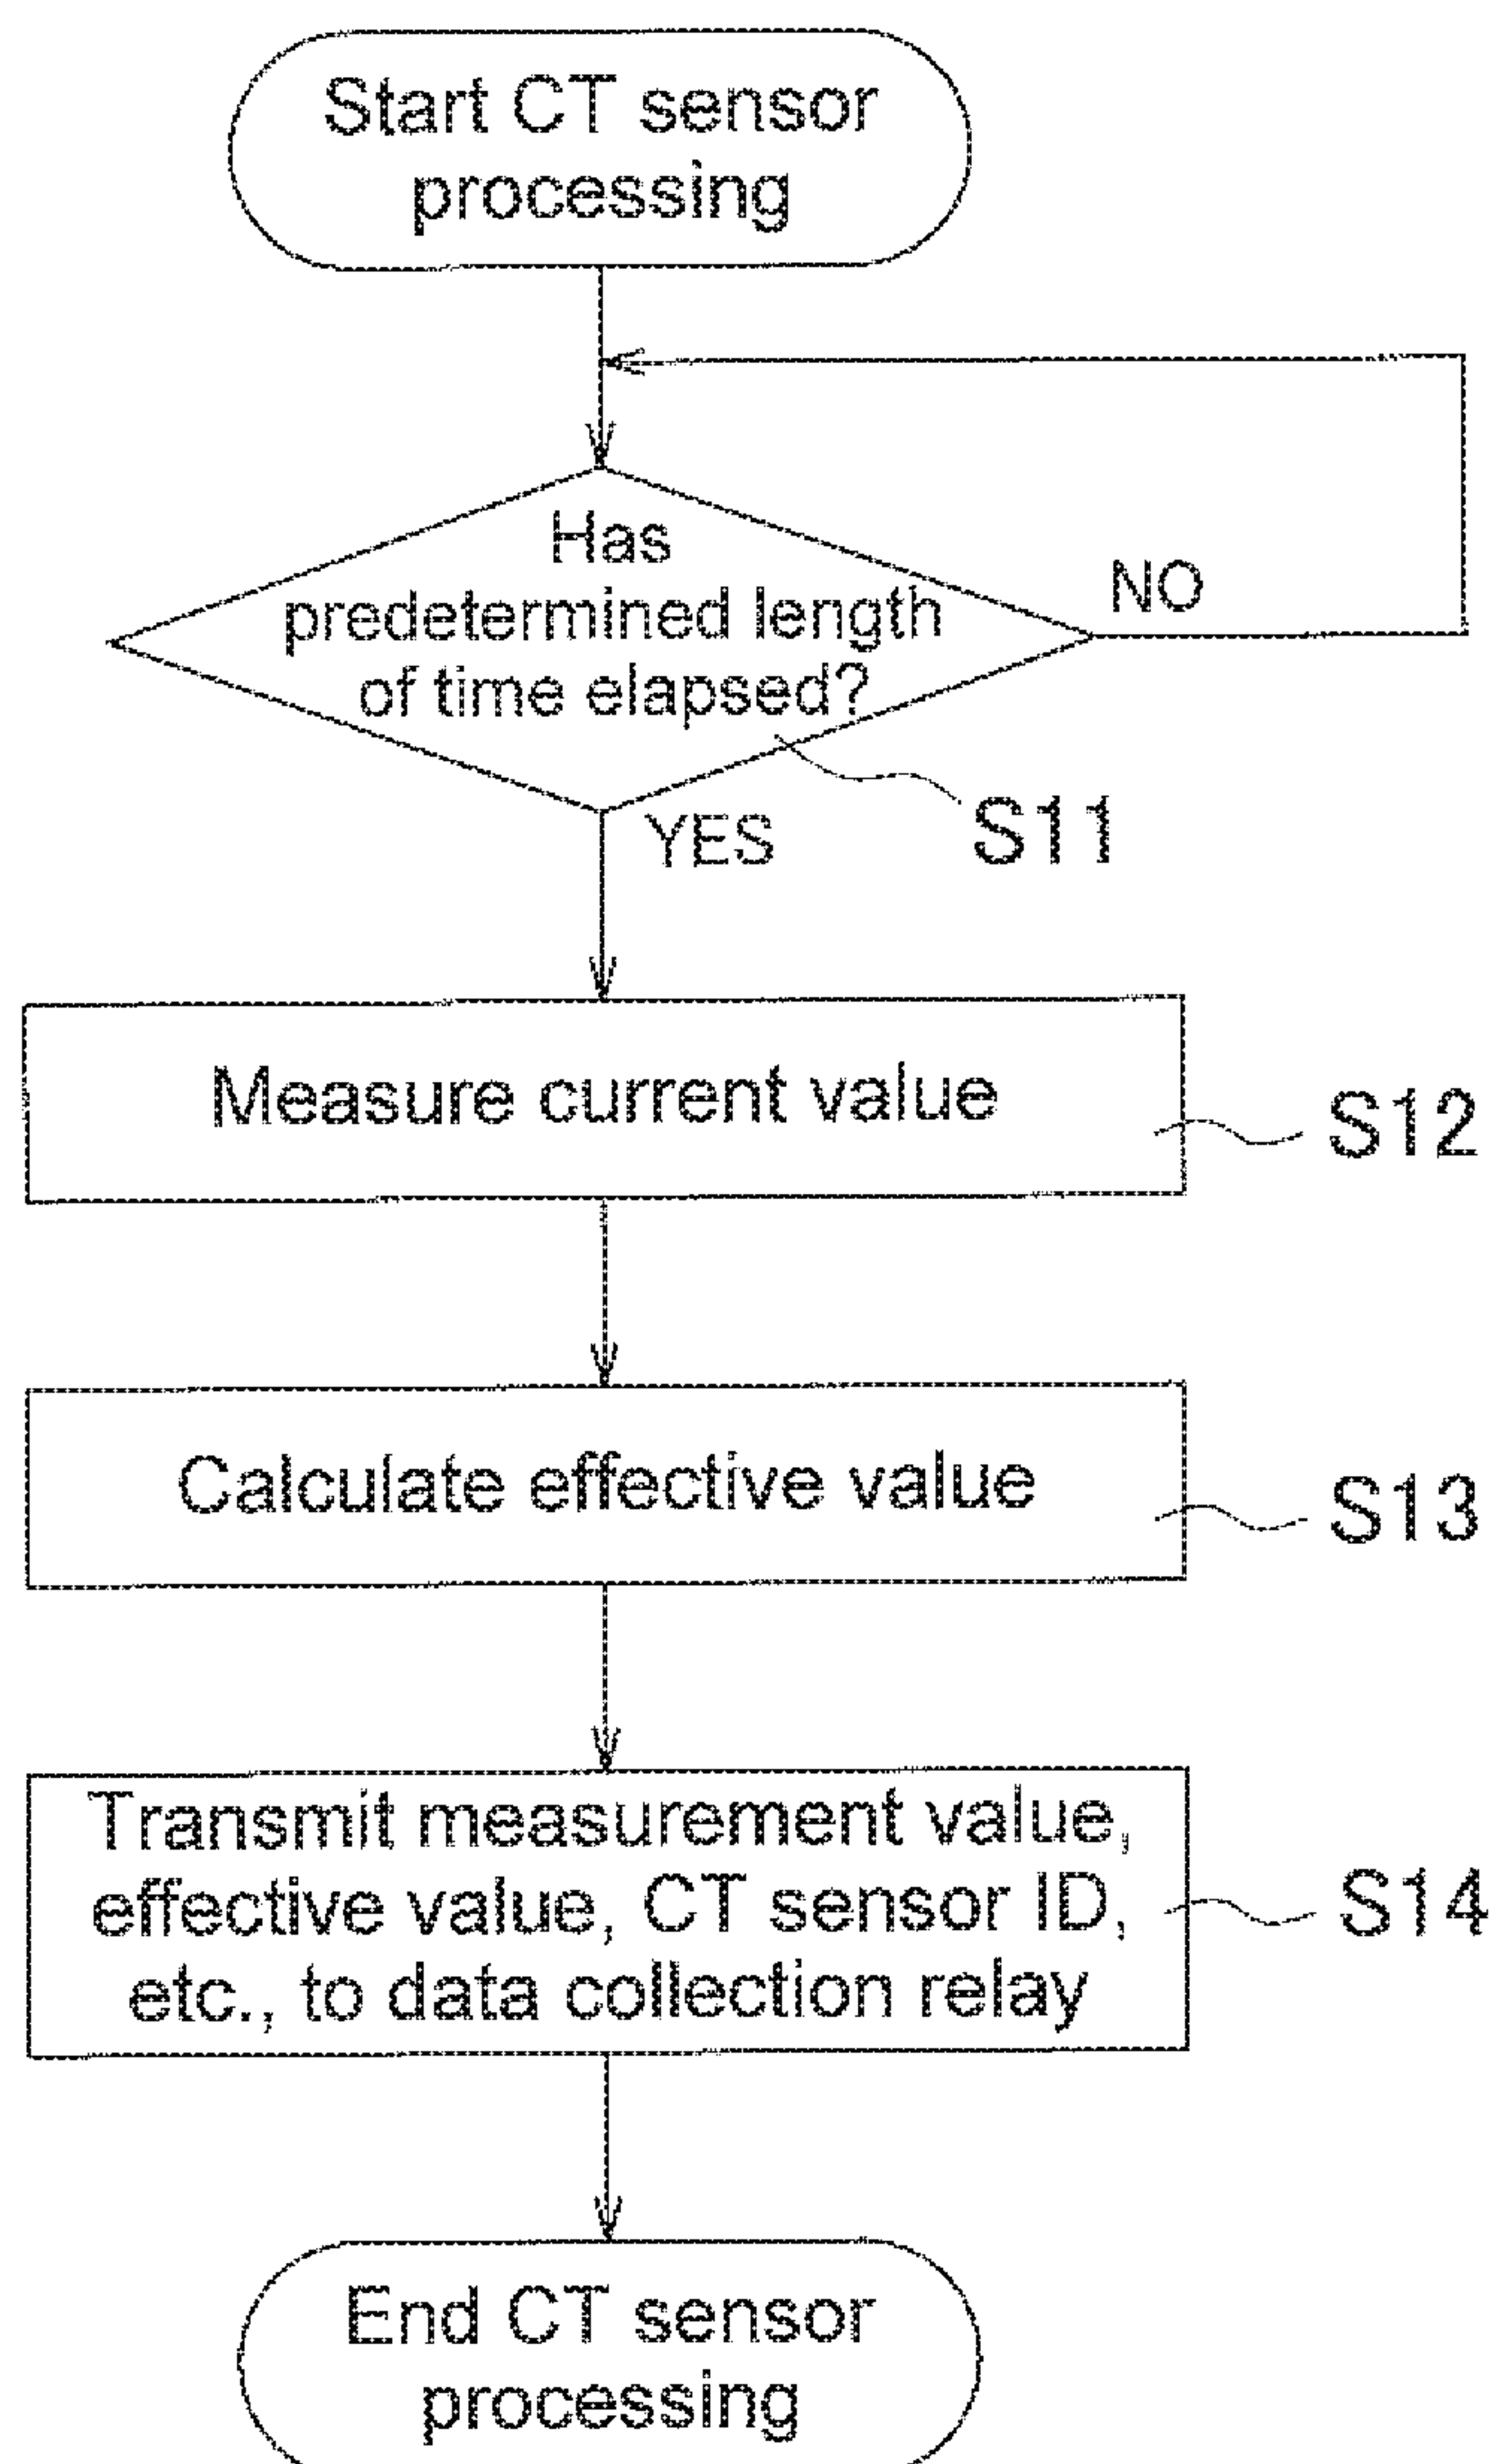 Start CT sensor
processing
Has
predetermined length
of time elapsed?
NO
YES
S11
Measure current value
S12
Calculate effective value
S13
Transmit measurement value,
effective value, CT sensor ID,
etc., to data collection relay
S14
End CT sensor
processing